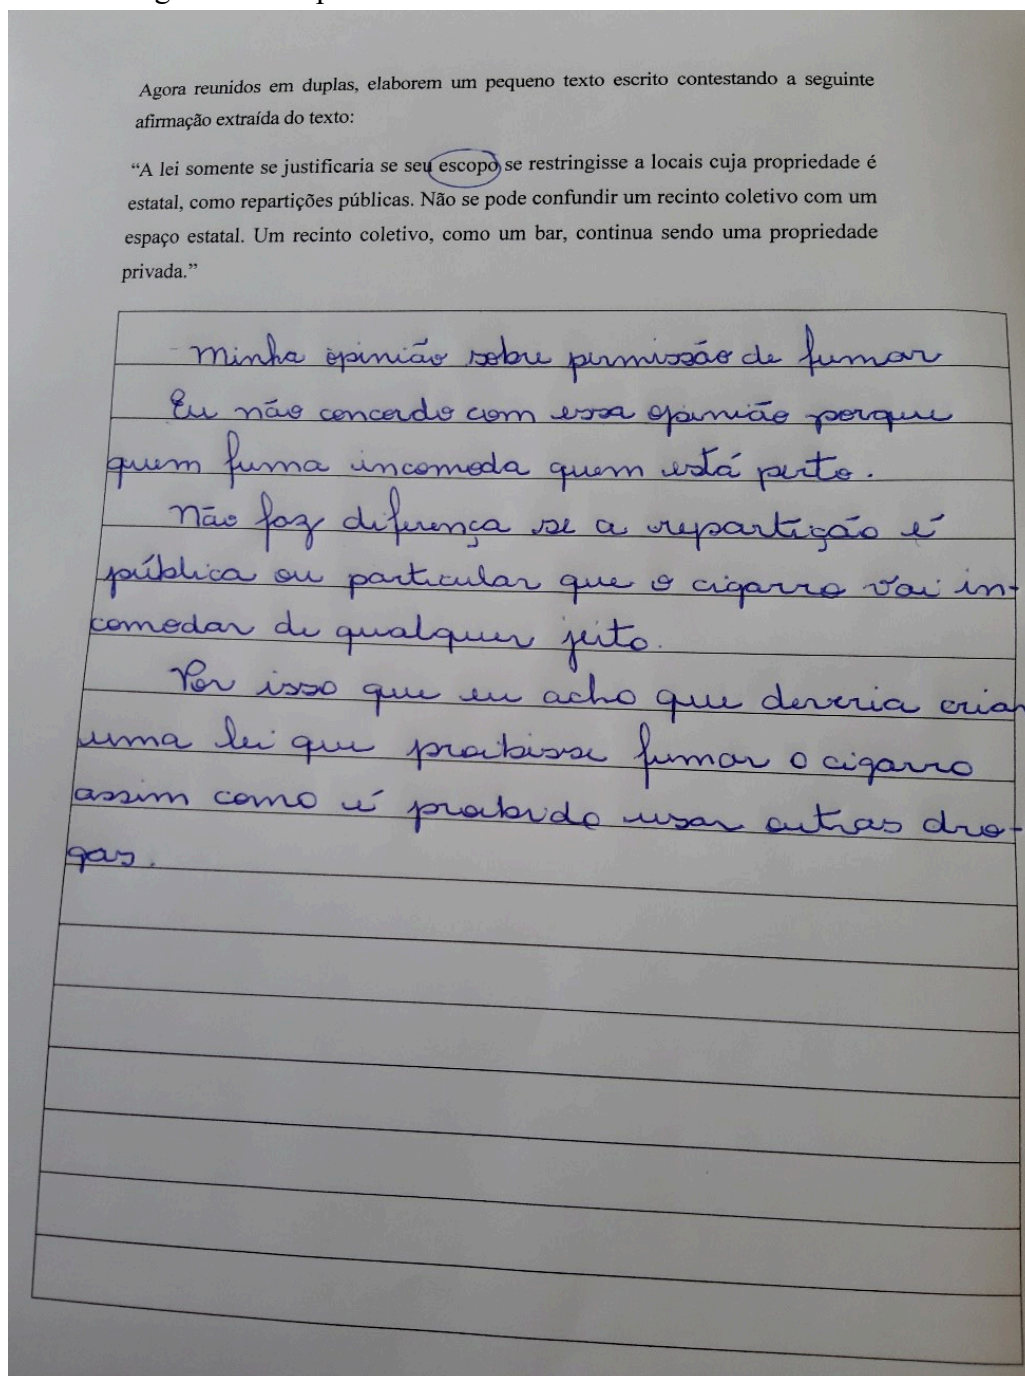 Agora reunidos em duplas, elaborem um pequeno texto escrito contestando a seguinte
afirmação extraída do texto:
“A lei somente se justificaria se seu escopo se restringisse a locais cuja propriedade é
estatal, como repartições públicas. Não se pode confundir um recinto coletivo com um
espaço estatal. Um recinto coletivo, como um bar, continua sendo uma propriedade
privada.”
Minha opinião sobre permissão de fumar
Eu não concordo com essa opinião porque
quem fuma incomoda quem está perto.
Não faz diferença se a repartição é
pública ou particular que o cigarro vai in-
comodar de qualquer jeito.
Por isso que eu acho que deveria criar
uma lei que proibisse fumar o cigarro
assim como é proibido usar outras dro-
gas.